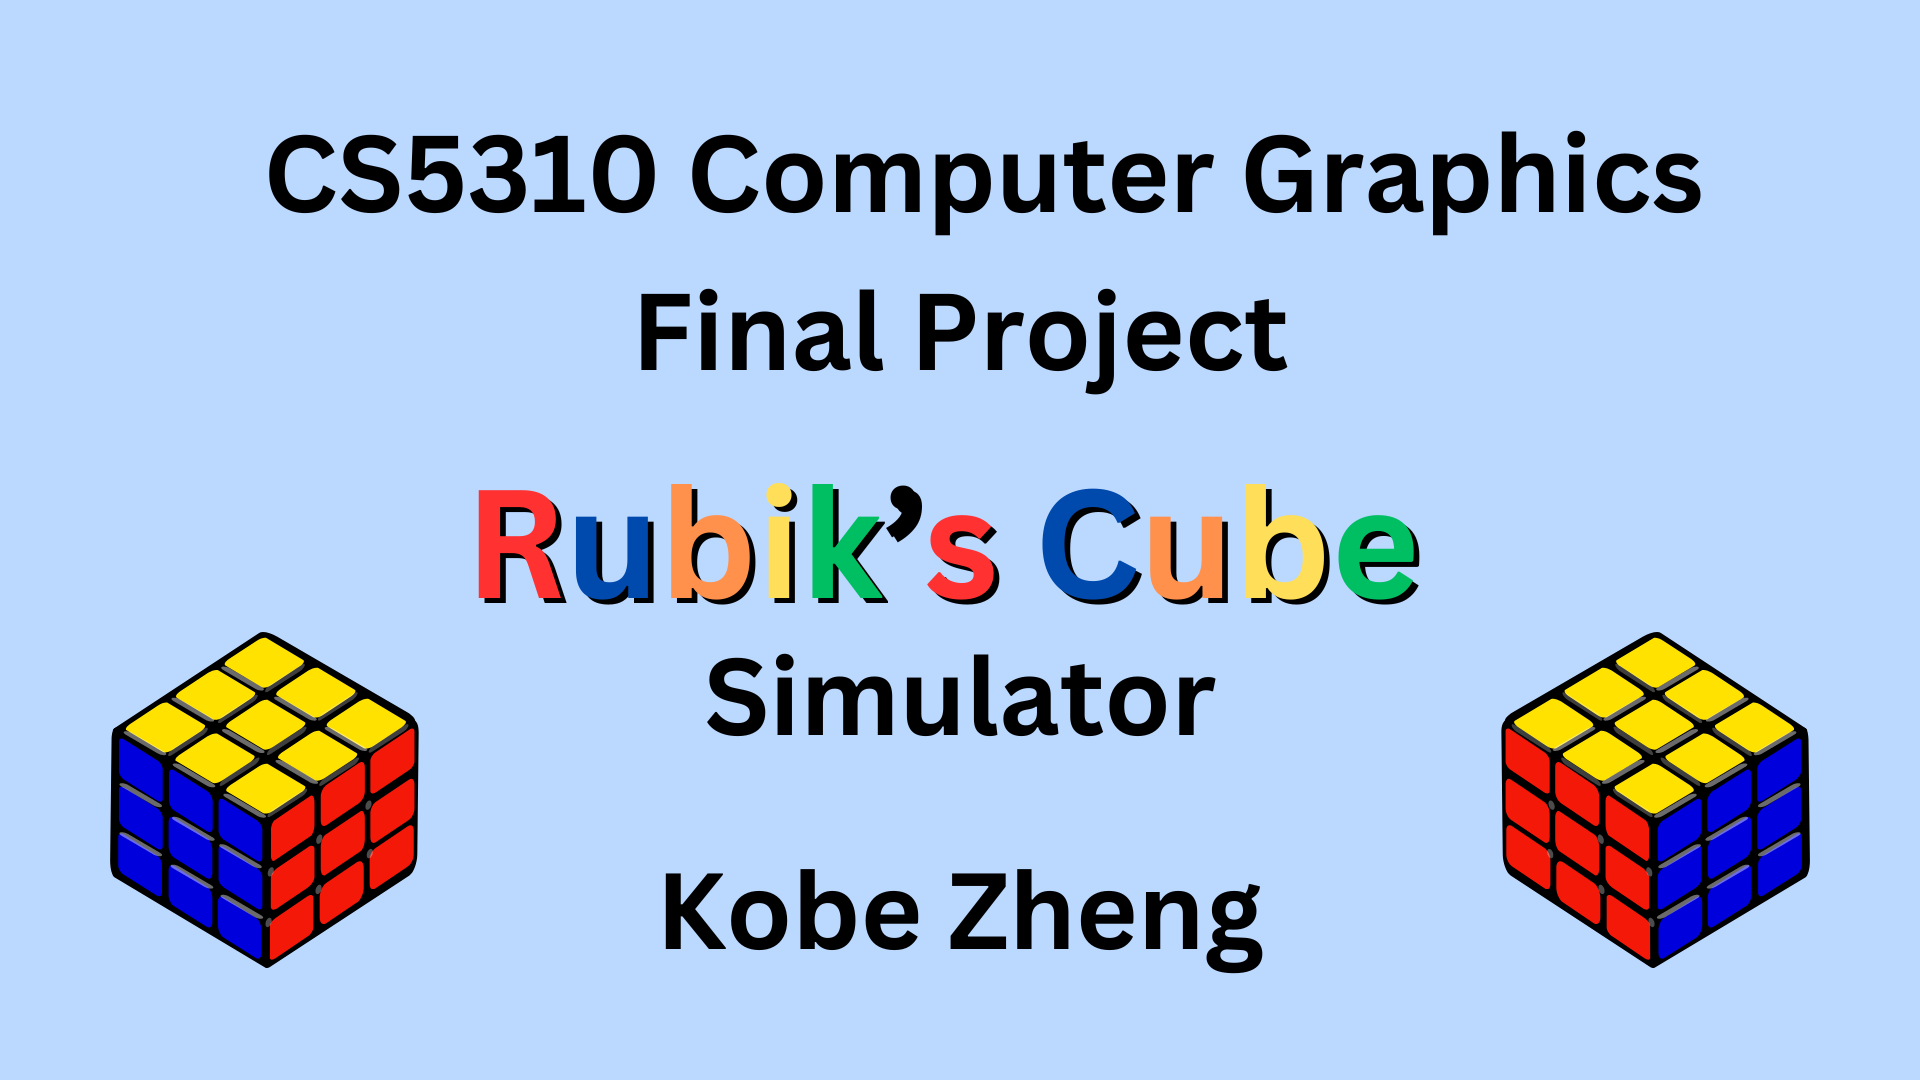 CS5310 Computer Graphics
Final Project
Rubik’s Cube
Simulator
Kobe Zheng